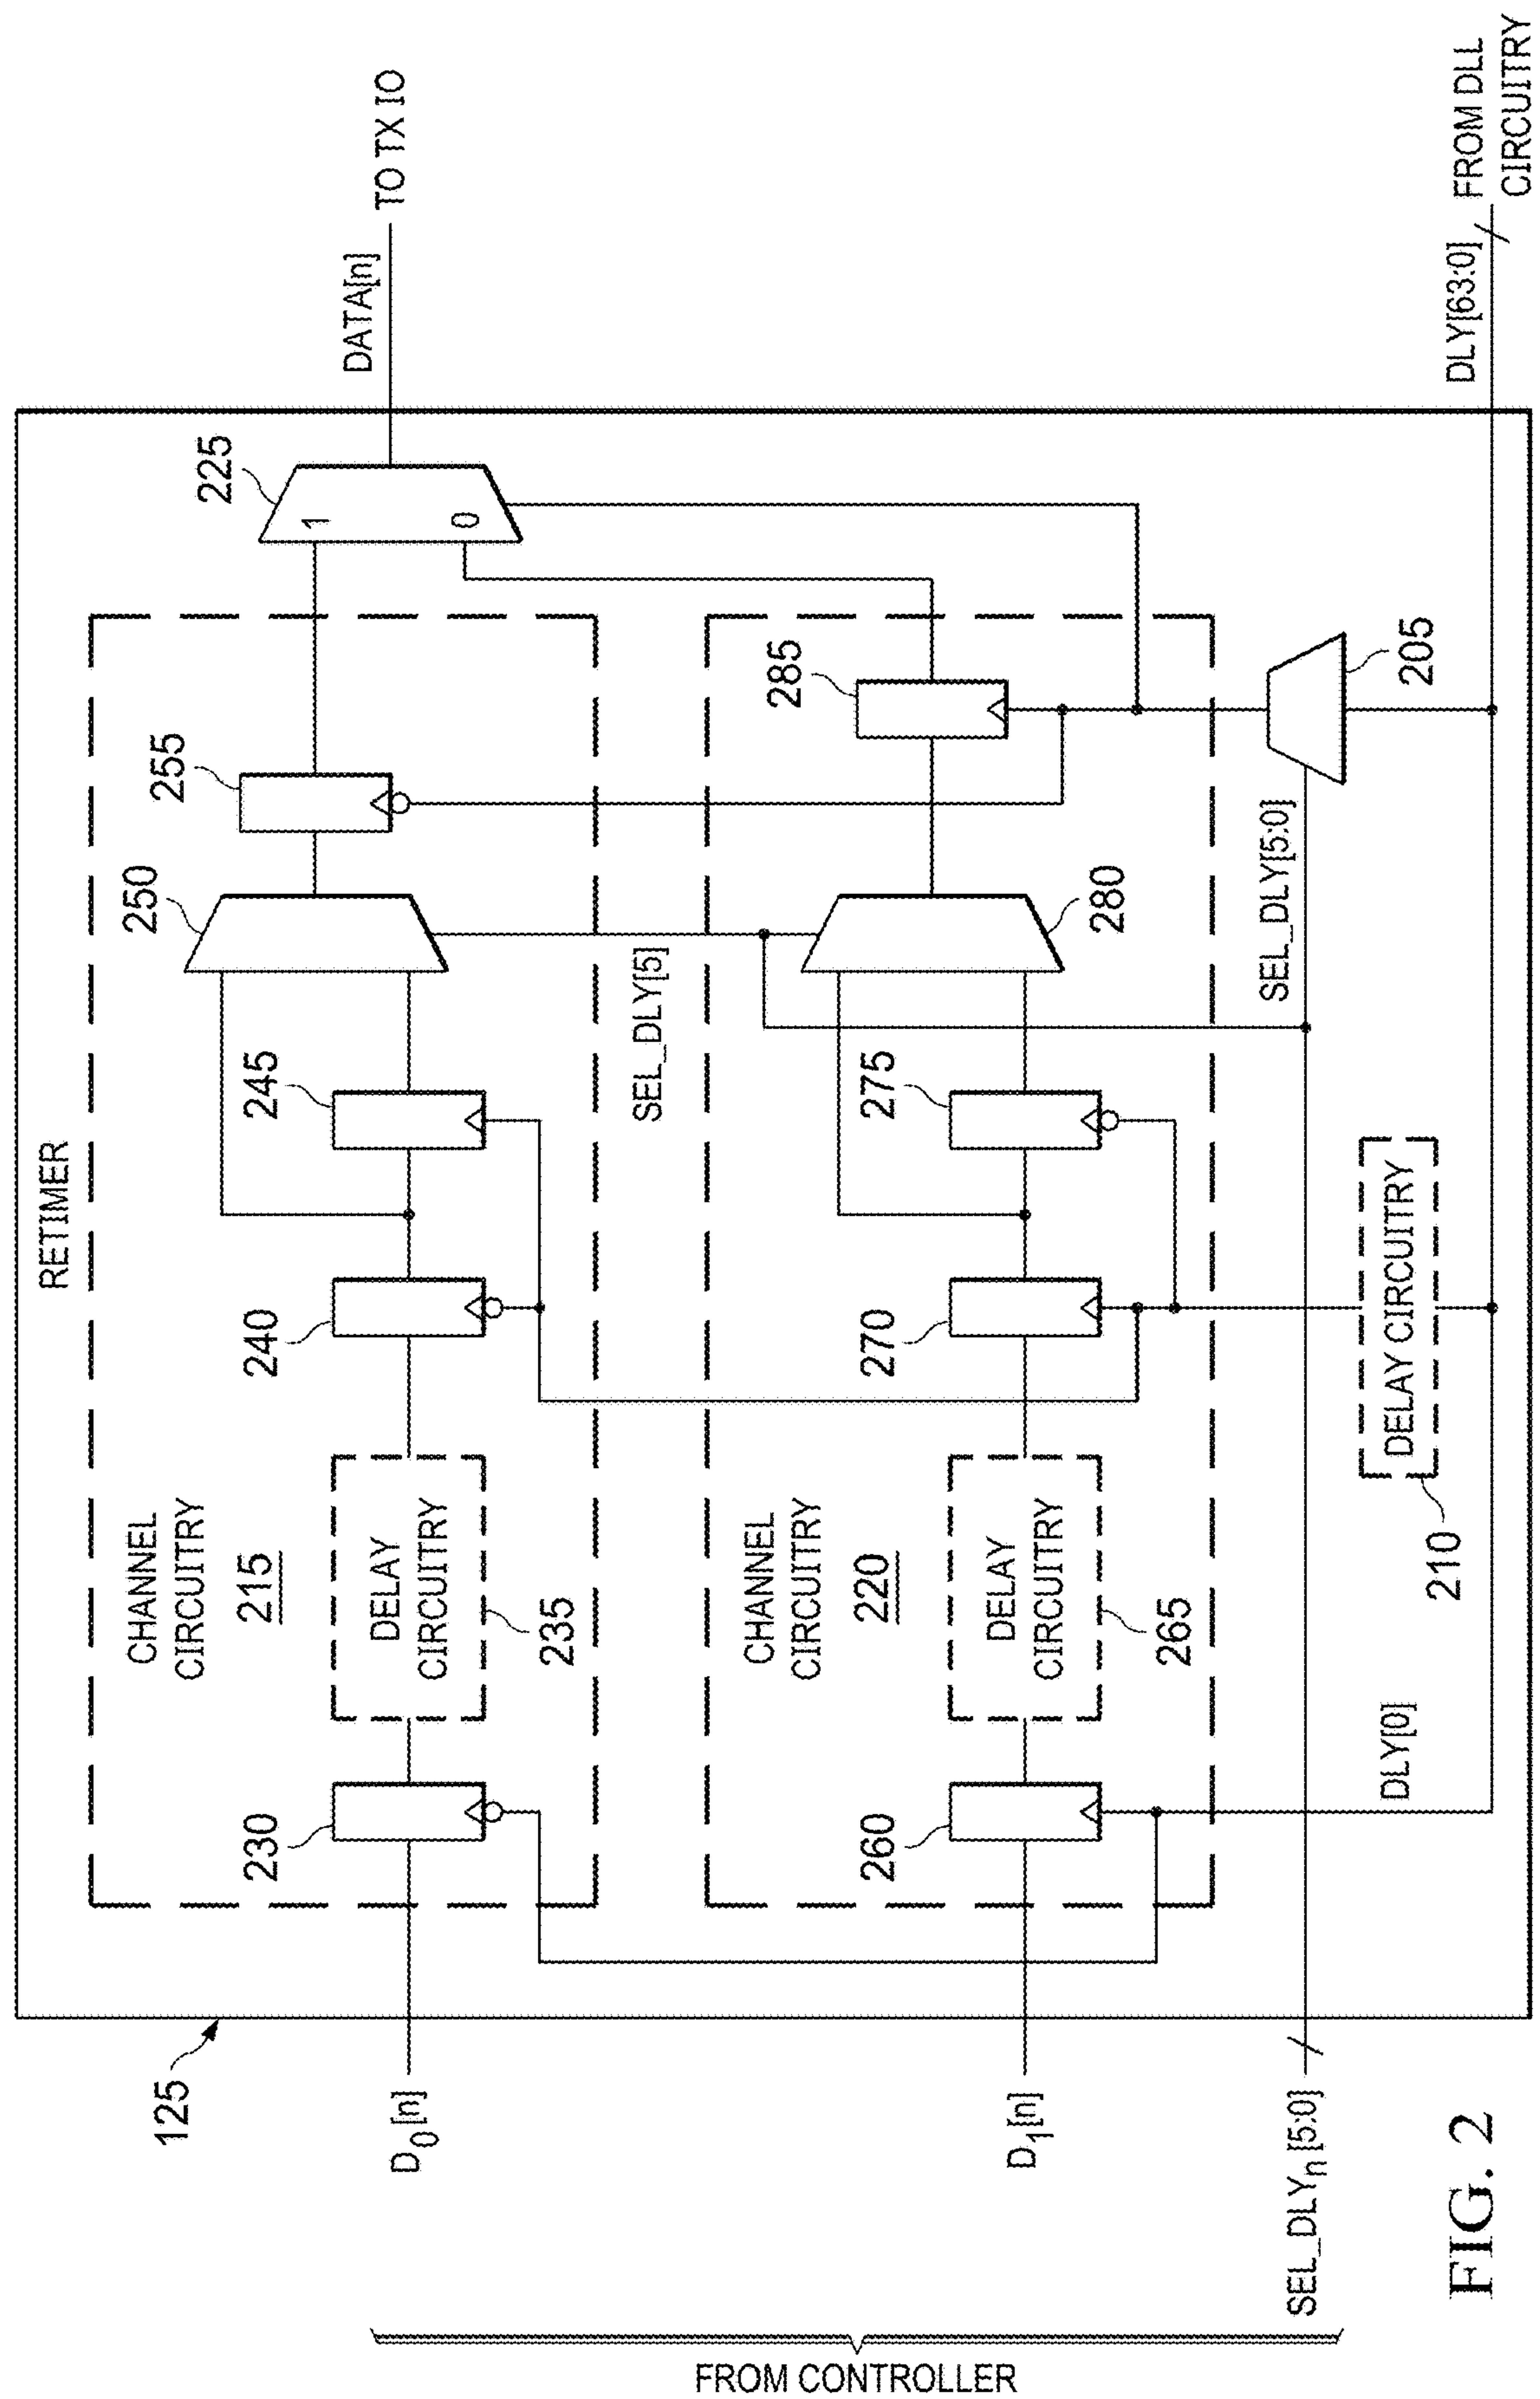 RETIMER
125
CHANNEL
CIRCUITRY
215
230
DELAY
CIRCUITRY
235
240
245
250
255
225
1
0
DATA[n]
TO TX IO
D0[n]
SEL_DLY[5]
CHANNEL
CIRCUITRY
220
260
DELAY
CIRCUITRY
265
270
275
280
285
D1[n]
SEL_DLYn[5:0]
SEL_DLY[5:0]
205
DLY[0]
210
DELAY CIRCUITRY
DLY[63:0]
FROM DLL
CIRCUITRY
FROM CONTROLLER
FIG. 2